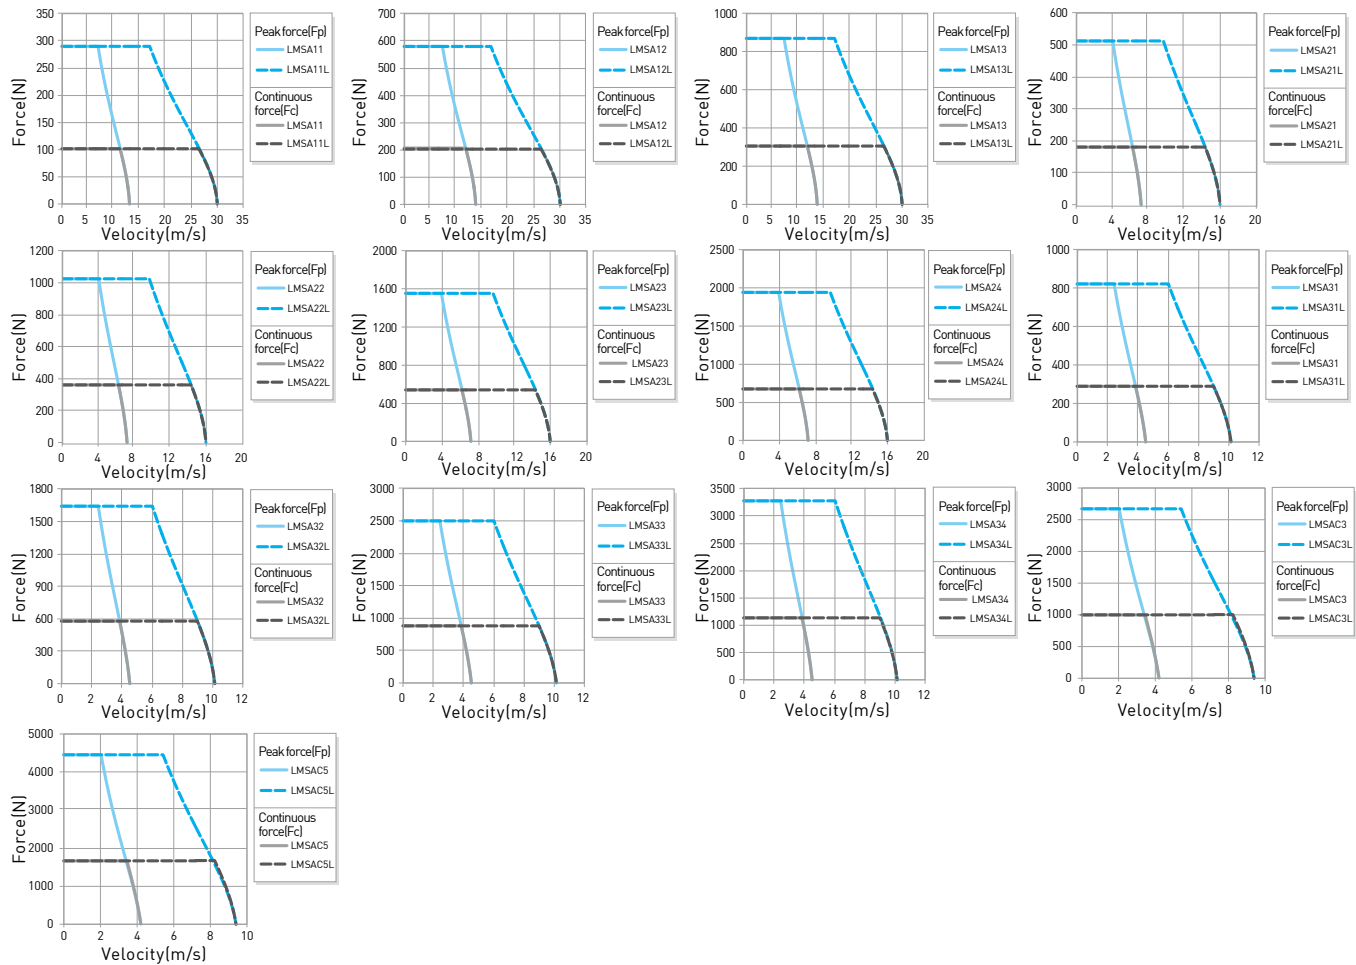 350
300
250
200
150
100
50
0
Force(N)
0 5 10 15 20 25 30 35
Velocity(m/s)
Peak force(Fp)
LMSA11
LMSA11L
Continuous
force(Fc)
LMSA11
LMSA11L
700
600
500
400
300
200
100
0
Force(N)
0 5 10 15 20 25 30 35
Velocity(m/s)
Peak force(Fp)
LMSA12
LMSA12L
Continuous
force(Fc)
LMSA12
LMSA12L
1000
800
600
400
200
0
Force(N)
0 5 10 15 20 25 30 35
Velocity(m/s)
Peak force(Fp)
LMSA13
LMSA13L
Continuous
force(Fc)
LMSA13
LMSA13L
600
500
400
300
200
100
0
Force(N)
0 4 8 12 16 20
Velocity(m/s)
Peak force(Fp)
LMSA21
LMSA21L
Continuous
force(Fc)
LMSA21
LMSA21L
1200
1000
800
600
400
200
0
Force(N)
0 4 8 12 16 20
Velocity(m/s)
Peak force(Fp)
LMSA22
LMSA22L
Continuous
force(Fc)
LMSA22
LMSA22L
2000
1600
1200
800
400
0
Force(N)
0 4 8 12 16 20
Velocity(m/s)
Peak force(Fp)
LMSA23
LMSA23L
Continuous
force(Fc)
LMSA23
LMSA23L
2500
2000
1500
1000
500
0
Force(N)
0 4 8 12 16 20
Velocity(m/s)
Peak force(Fp)
LMSA24
LMSA24L
Continuous
force(Fc)
LMSA24
LMSA24L
1000
800
600
400
200
0
Force(N)
0 2 4 6 8 10 12
Velocity(m/s)
Peak force(Fp)
LMSA31
LMSA31L
Continuous
force(Fc)
LMSA31
LMSA31L
1800
1500
1200
900
600
300
0
Force(N)
0 2 4 6 8 10 12
Velocity(m/s)
Peak force(Fp)
LMSA32
LMSA32L
Continuous
force(Fc)
LMSA32
LMSA32L
3000
2500
2000
1500
1000
500
0
Force(N)
0 2 4 6 8 10 12
Velocity(m/s)
Peak force(Fp)
LMSA33
LMSA33L
Continuous
force(Fc)
LMSA33
LMSA33L
3500
3000
2500
2000
1500
1000
500
0
Force(N)
0 2 4 6 8 10 12
Velocity(m/s)
Peak force(Fp)
LMSA34
LMSA34L
Continuous
force(Fc)
LMSA34
LMSA34L
3000
2500
2000
1500
1000
500
0
Force(N)
0 2 4 6 8 10
Velocity(m/s)
Peak force(Fp)
LMSAC3
LMSAC3L
Continuous
force(Fc)
LMSAC3
LMSAC3L
5000
4000
3000
2000
1000
0
Force(N)
0 2 4 6 8 10
Velocity(m/s)
Peak force(Fp)
LMSAC5
LMSAC5L
Continuous
force(Fc)
LMSAC5
LMSAC5L